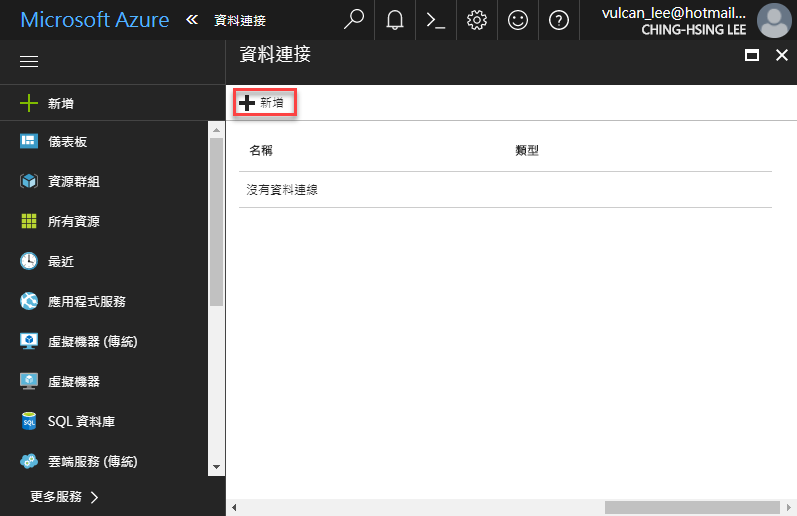 Microsoft Azure « 資料連接
vulcan_lee@hotmail...
CHING-HSING LEE
資料連接
新增
新增
名稱 類型
沒有資料連線
儀表板
資源群組
所有資源
最近
應用程式服務
虛擬機器 (傳統)
虛擬機器
SQL 資料庫
SQL
雲端服務 (傳統)
更多服務